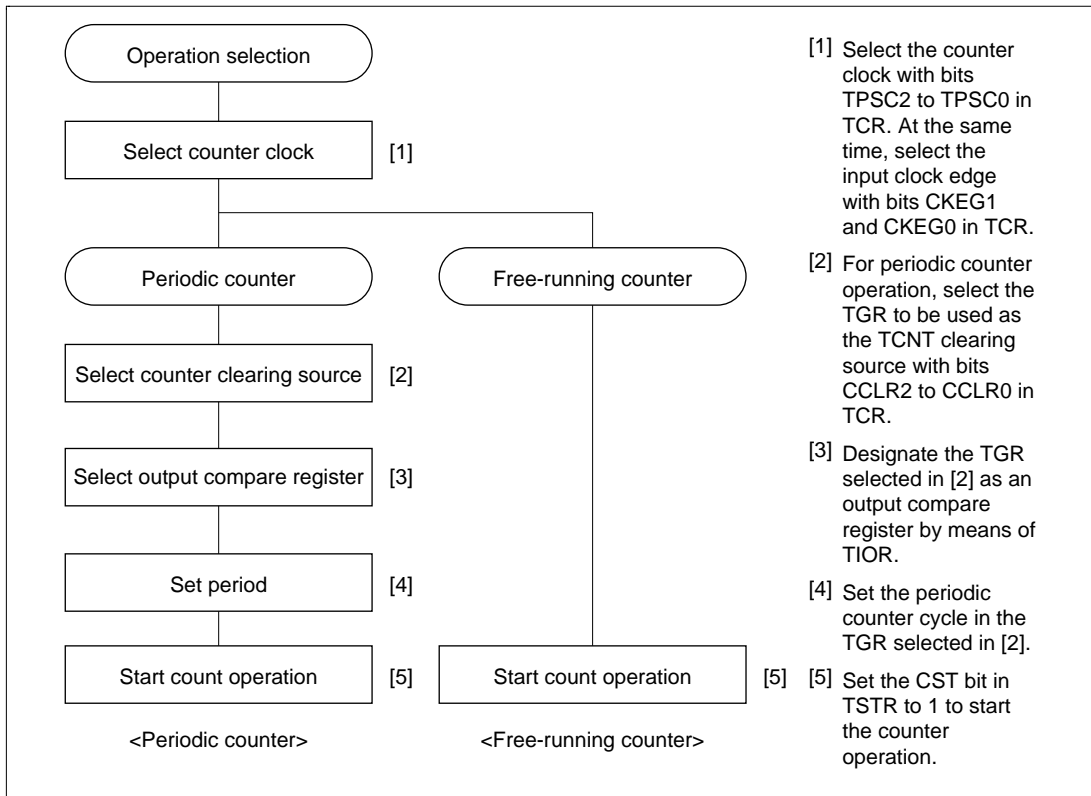 Operation selection
Select counter clock [1]
Periodic counter Free-running counter
Select counter clearing source [2]
Select output compare register [3]
Set period [4]
Start count operation [5] Start count operation [5]
<Periodic counter> <Free-running counter>
[1] Select the counter
clock with bits
TPSC2 to TPSC0 in
TCR. At the same
time, select the
input clock edge
with bits CKEG1
and CKEG0 in TCR.
[2] For periodic counter
operation, select the
TGR to be used as
the TCNT clearing
source with bits
CCLR2 to CCLR0 in
TCR.
[3] Designate the TGR
selected in [2] as an
output compare
register by means of
TIOR.
[4] Set the periodic
counter cycle in the
TGR selected in [2].
[5] Set the CST bit in
TSTR to 1 to start
the counter
operation.